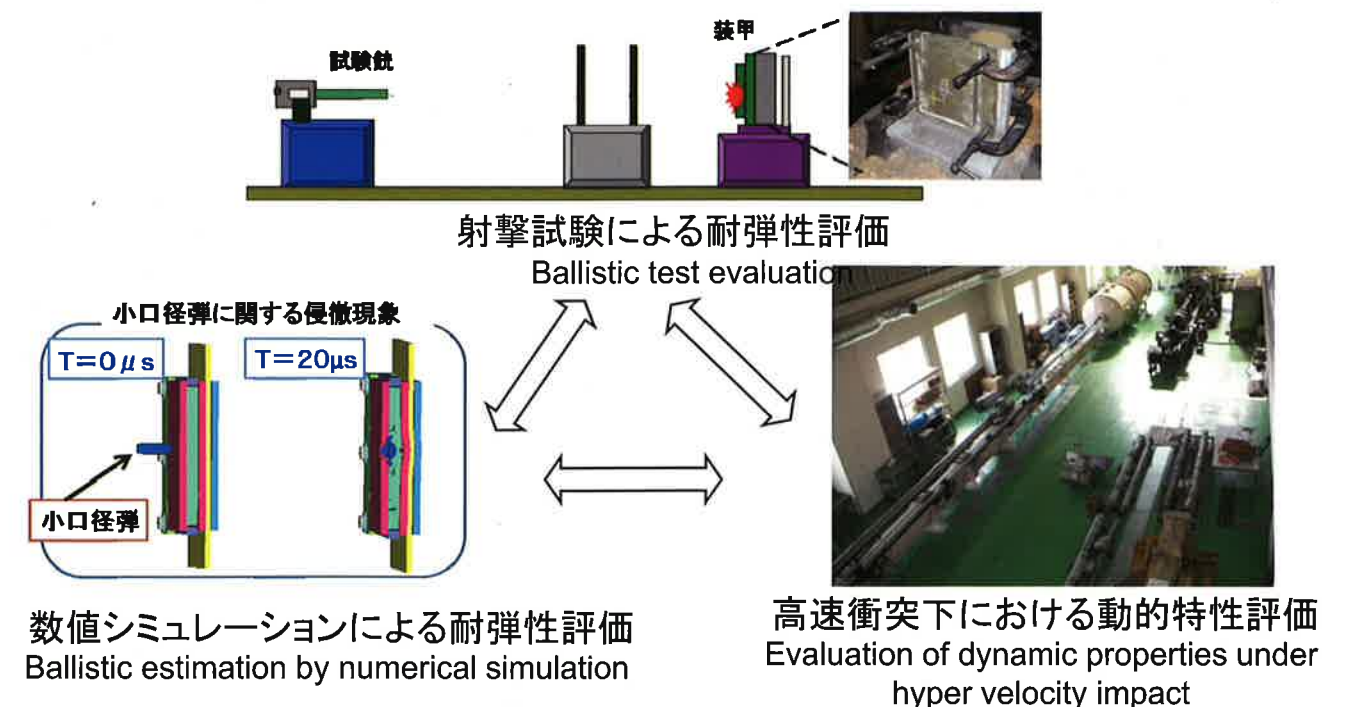 試験銃
装甲
射撃試験による耐弾性評価
Ballistic test evaluation
小口径弾に関する侵徹現象
T=0μs
T=20μs
小口径弾
数値シミュレーションによる耐弾性評価
Ballistic estimation by numerical simulation
高速衝突下における動的特性評価
Evaluation of dynamic properties under
hyper velocity impact